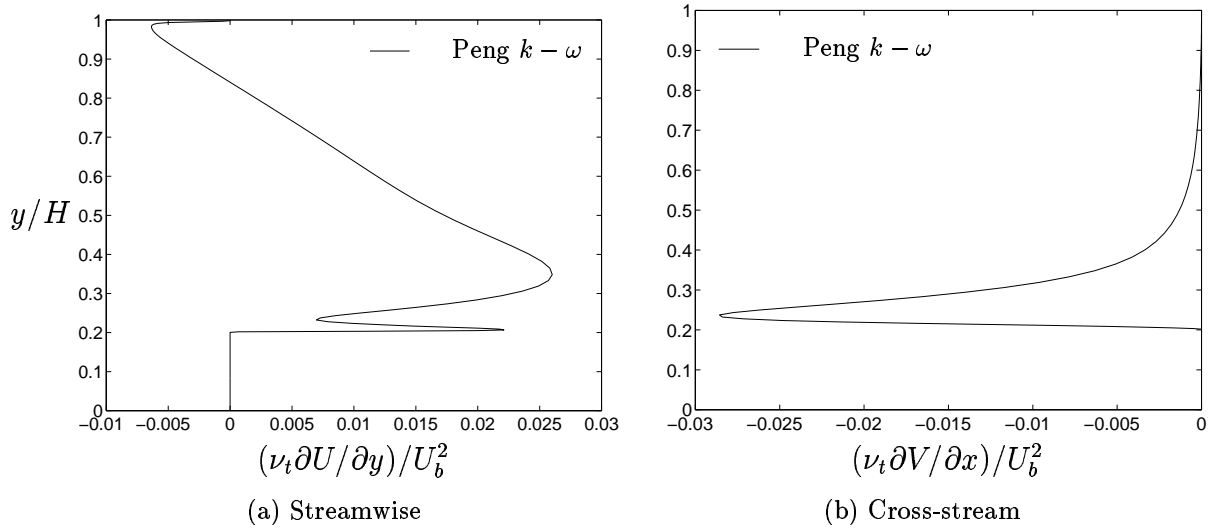 1
0.9
0.8
0.7
0.6
0.5
0.4
0.3
0.2
0.1
0
y/H
Peng k − ω
−0.01 −0.005 0 0.005 0.01 0.015 0.02 0.025 0.03
(ν_t∂U/∂y)/U_b^2
(a) Streamwise
1
0.9
0.8
0.7
0.6
0.5
0.4
0.3
0.2
0.1
0
Peng k − ω
−0.03 −0.025 −0.02 −0.015 −0.01 −0.005 0
(ν_t∂V/∂x)/U_b^2
(b) Cross-stream